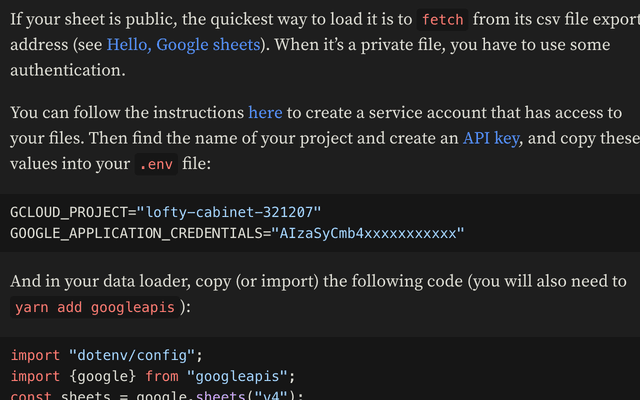 If your sheet is public, the quickest way to load it is to fetch from its csv file export
address (see Hello, Google sheets). When it’s a private file, you have to use some
authentication.
You can follow the instructions here to create a service account that has access to
your files. Then find the name of your project and create an API key, and copy these
values into your .env file:
GCLOUD_PROJECT="lofty-cabinet-321207"
GOOGLE_APPLICATION_CREDENTIALS="AIzaSyCmb4xxxxxxxxxxx"
And in your data loader, copy (or import) the following code (you will also need to
yarn add googleapis):
import "dotenv/config";
import {google} from "googleapis";
const sheets = google.sheets("v4");